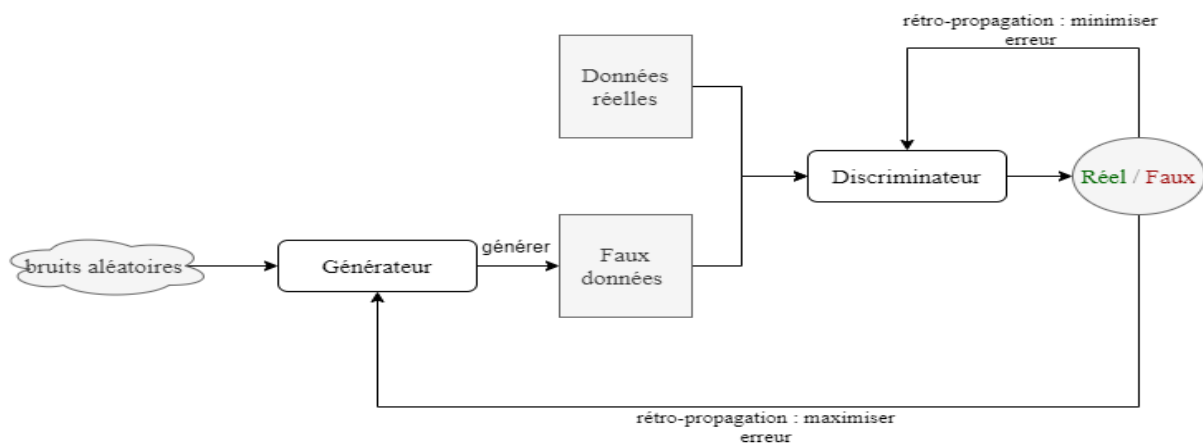 rétro-propagation : minimiser
erreur
Données
réelles
Discriminateur
Réel / Faux
bruits aléatoires
Générateur
générer
Faux
données
rétro-propagation : maximiser
erreur